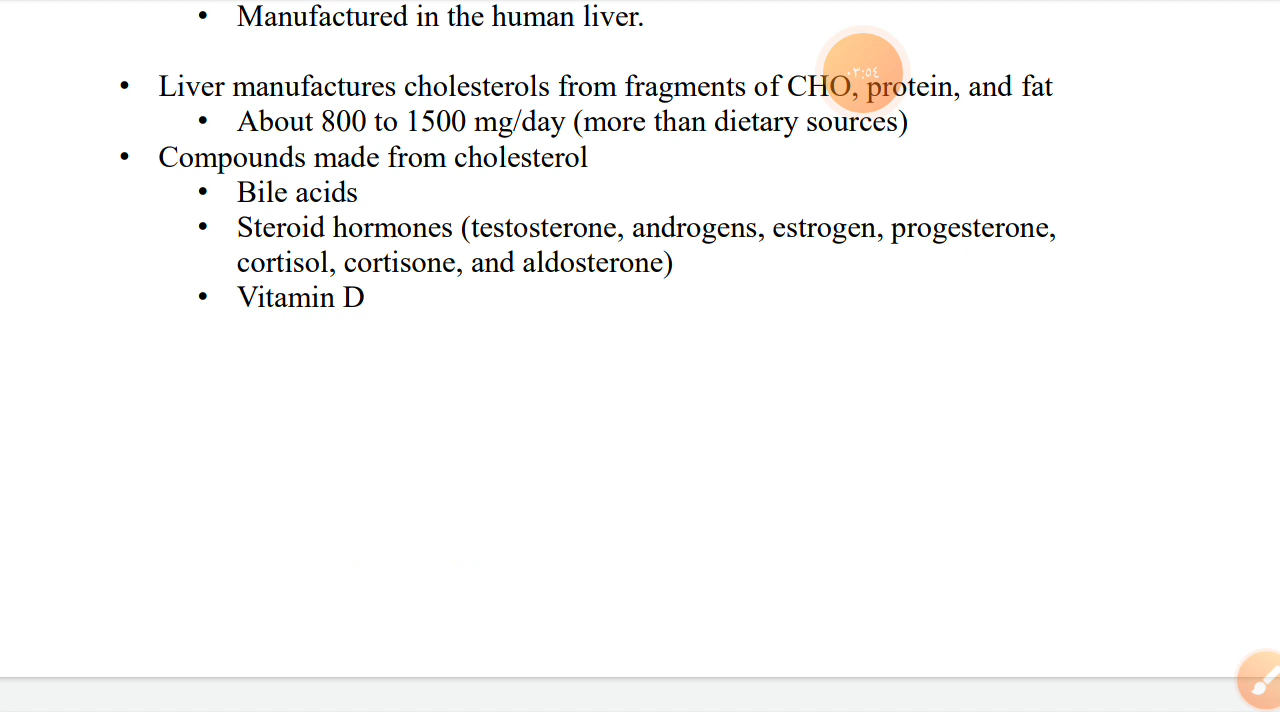 • Manufactured in the human liver.
• Liver manufactures cholesterols from fragments of CHO, protein, and fat
٠٣:٥٤
• About 800 to 1500 mg/day (more than dietary sources)
• Compounds made from cholesterol
• Bile acids
• Steroid hormones (testosterone, androgens, estrogen, progesterone,
cortisol, cortisone, and aldosterone)
• Vitamin D